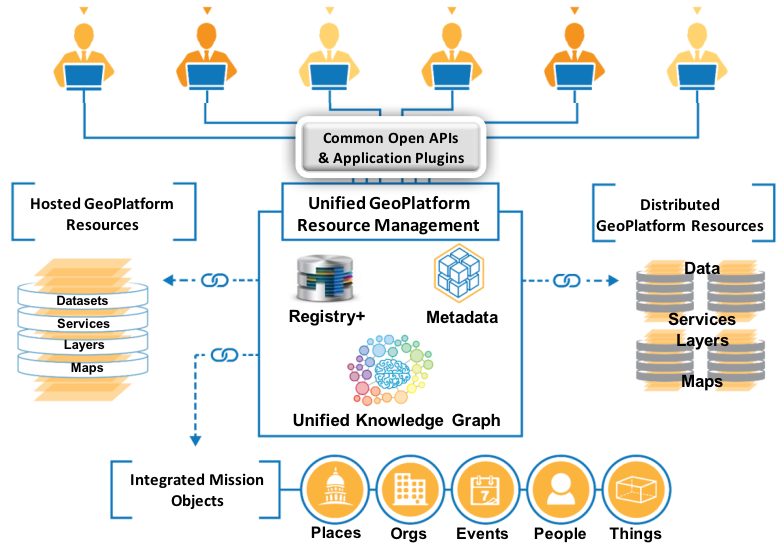 Common Open APIs
& Application Plugins
Hosted GeoPlatform
Resources
Unified GeoPlatform
Resource Management
Distributed
GeoPlatform Resources
Datasets
Services
Layers
Maps
Registry+
Metadata
Unified Knowledge Graph
Data
Services
Layers
Maps
Integrated Mission
Objects
7
Places
Orgs
Events
People
Things